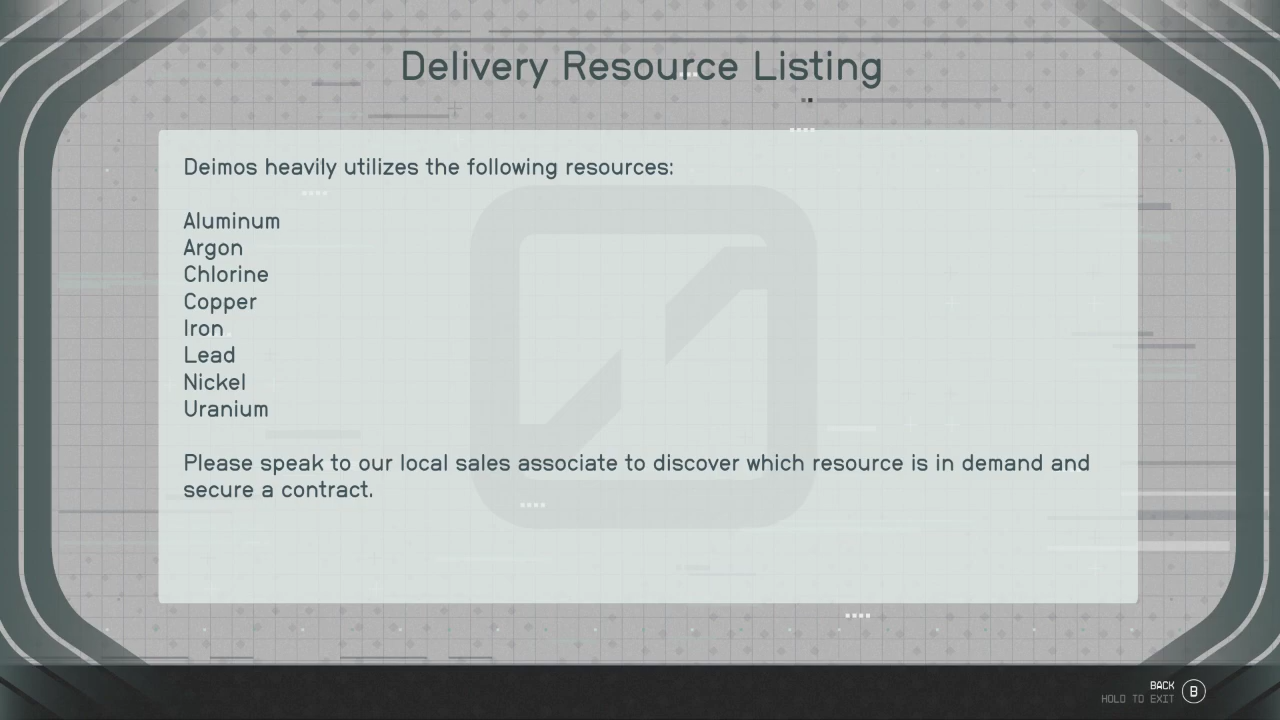 Delivery Resource Listing
Deimos heavily utilizes the following resources:
Aluminum
Argon
Chlorine
Copper
Iron
Lead
Nickel
Uranium
Please speak to our local sales associate to discover which resource is in demand and
secure a contract.
BACK
HOLD TO EXIT
B